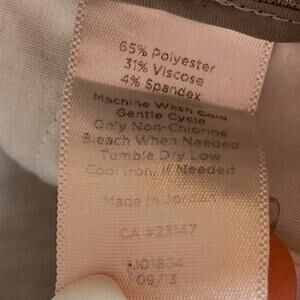 65% Polyester
31% Viscose
4% Spandex
Machine Wash Cold
Gentle Cycle
Only Non-Chlorine
Bleach When Needed
Tumble Dry Low
Cool Iron, If Needed
Made in Jordan
CA #23147
09/13